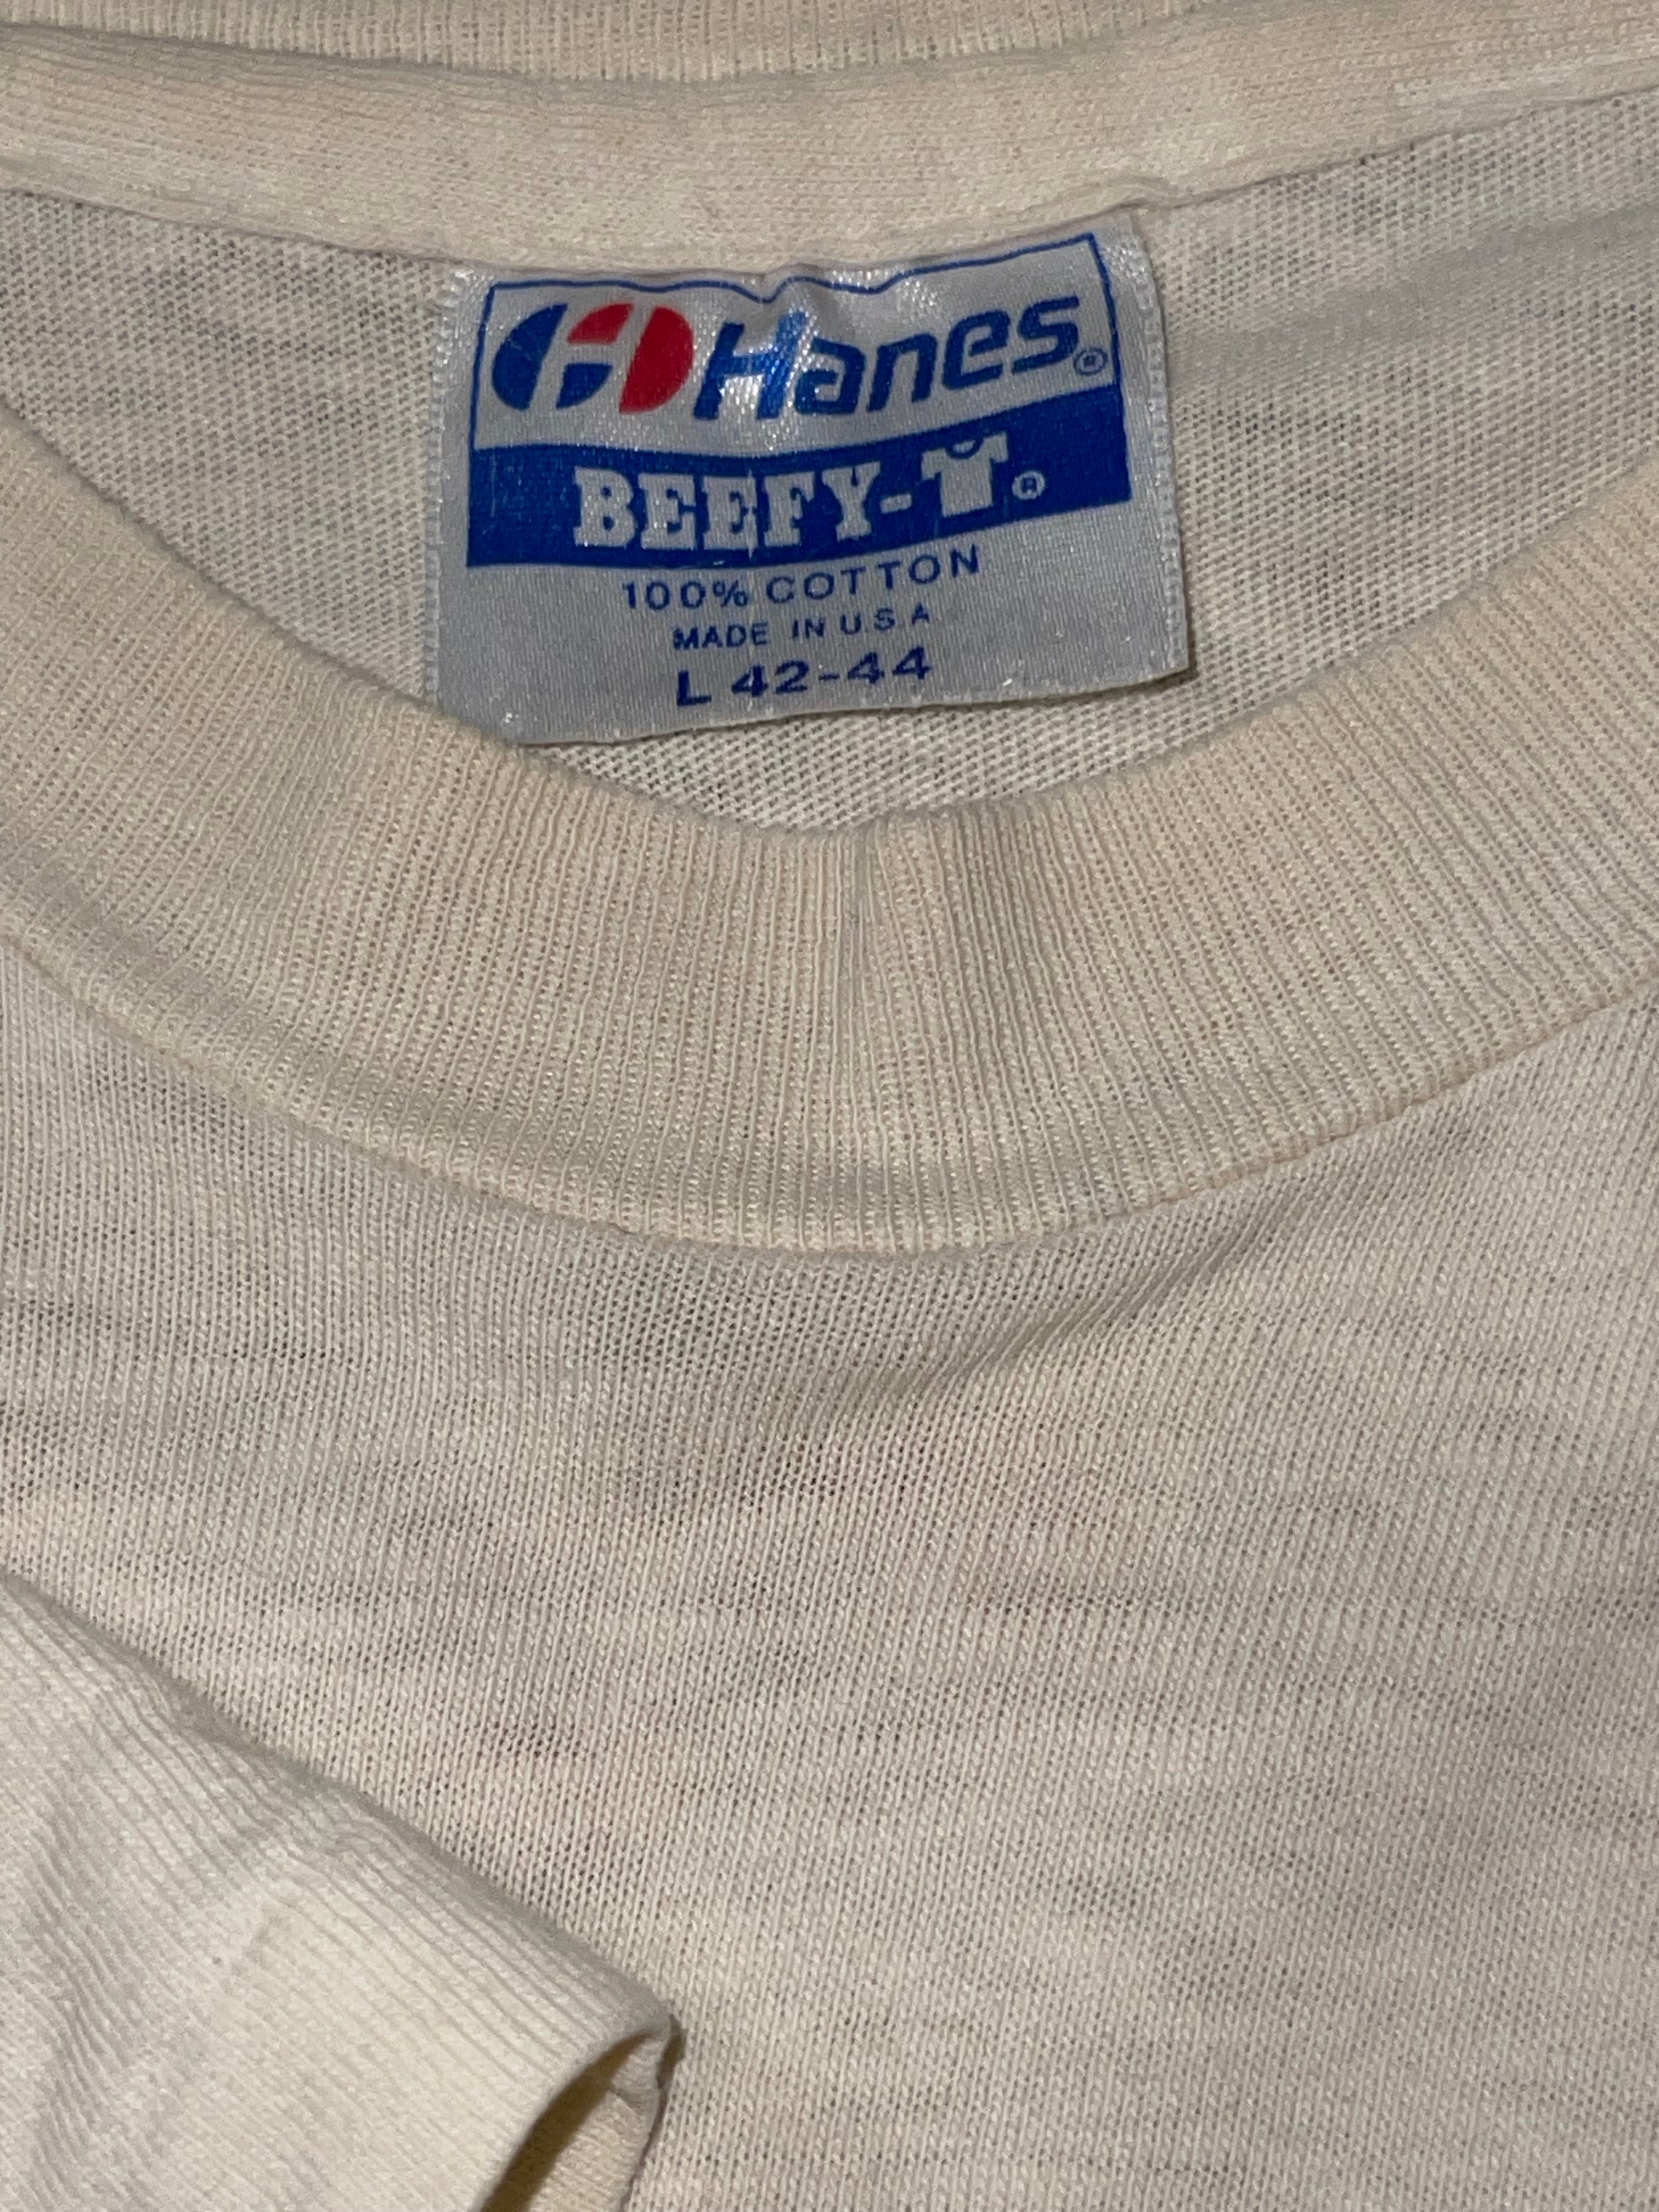 Hanes®
BEEFY-T®
100% COTTON
MADE IN U.S.A
L 42-44